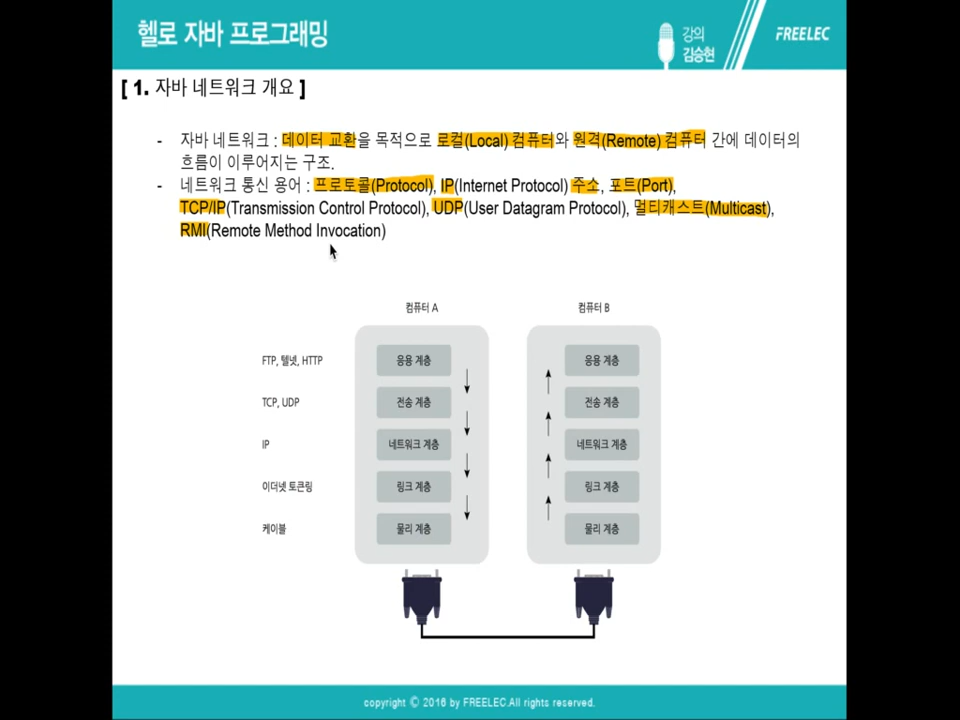 헬로 자바 프로그래밍
강의
김승현
FREELEC
[ 1. 자바 네트워크 개요 ]
- 자바 네트워크 : 데이터 교환을 목적으로 로컬(Local) 컴퓨터와 원격(Remote) 컴퓨터 간에 데이터의
흐름이 이루어지는 구조.
- 네트워크 통신 용어 : 프로토콜(Protocol), IP(Internet Protocol) 주소, 포트(Port),
TCP/IP(Transmission Control Protocol), UDP(User Datagram Protocol), 멀티캐스트(Multicast),
RMI(Remote Method Invocation)
컴퓨터 A
컴퓨터 B
FTP, 텔넷, HTTP
응용 계층
응용 계층
TCP, UDP
전송 계층
전송 계층
IP
네트워크 계층
네트워크 계층
이더넷 토큰링
링크 계층
링크 계층
케이블
물리 계층
물리 계층
copyright © 2016 by FREELEC.All rights reserved.